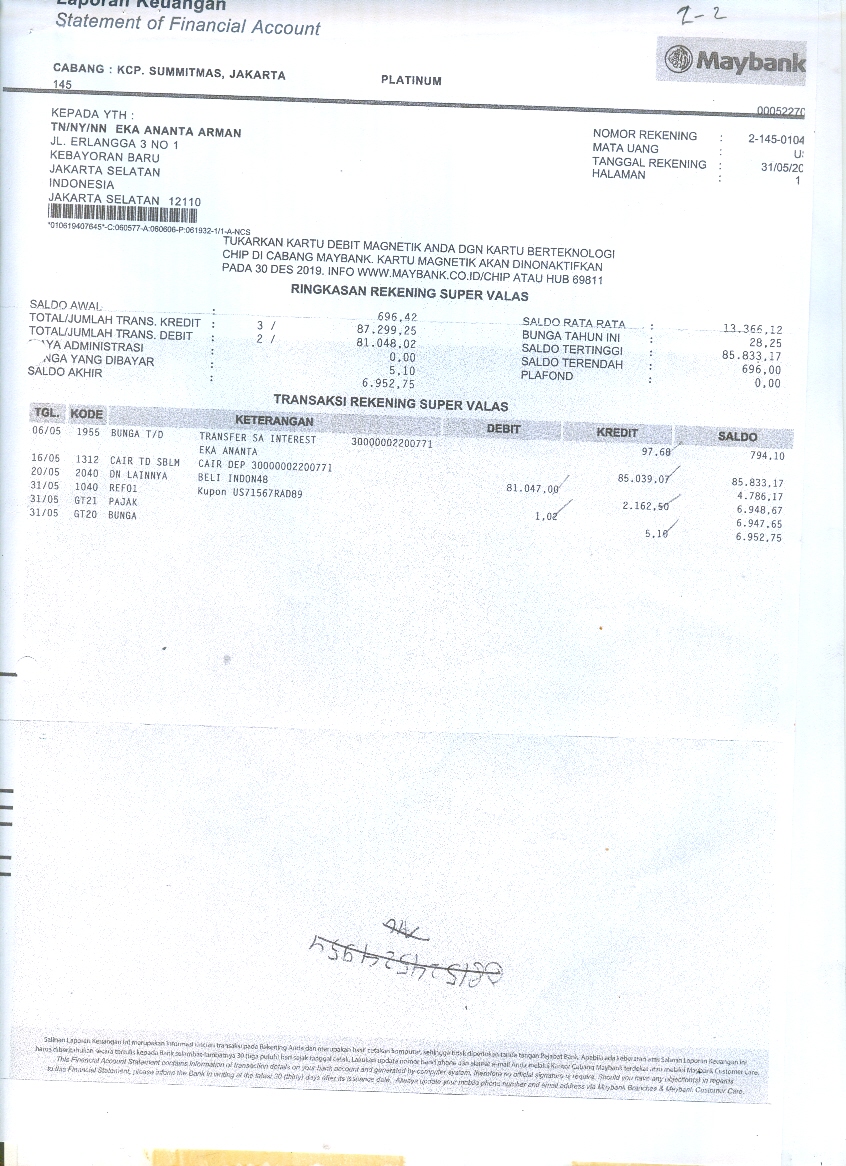 Laporan Keuangan
Statement of Financial Account
2-2
Maybank
CABANG : KCP. SUMMITMAS, JAKARTA
145
PLATINUM
0005227
KEPADA YTH :
TN/NY/NN EKA ANANTA ARMAN
JL. ERLANGGA 3 NO 1
KEBAYORAN BARU
JAKARTA SELATAN
INDONESIA
JAKARTA SELATAN 12110
*010619407645*-C:060577-A:060606-P:061932-1/1-A-NCS
NOMOR REKENING : 2-145-0104
MATA UANG : U
TANGGAL REKENING : 31/05/20
HALAMAN : 1
TUKARKAN KARTU DEBIT MAGNETIK ANDA DGN KARTU BERTEKNOLOGI
CHIP DI CABANG MAYBANK. KARTU MAGNETIK AKAN DINONAKTIFKAN
PADA 30 DES 2019. INFO WWW.MAYBANK.CO.ID/CHIP ATAU HUB 69811
RINGKASAN REKENING SUPER VALAS
SALDO AWAL : 696,42
TOTAL/JUMLAH TRANS. KREDIT : 3 / 87.299,25
TOTAL/JUMLAH TRANS. DEBIT : 2 / 81.048,02
YA ADMINISTRASI : 0,00
NGA YANG DIBAYAR : 5,10
SALDO AKHIR : 6.952,75
SALDO RATA RATA : 13.366,12
BUNGA TAHUN INI : 28,25
SALDO TERTINGGI : 85.833,17
SALDO TERENDAH : 696,00
PLAFOND : 0,00
TRANSAKSI REKENING SUPER VALAS
TGL. KODE KETERANGAN DEBIT KREDIT SALDO
06/05 1955 BUNGA T/D TRANSFER SA INTEREST 30000002200771 97.68 794,10
EKA ANANTA
16/05 1312 CAIR TD SBLM CAIR DEP 30000002200771 85.039,07 85.833,17
20/05 2040 DN LAINNYA BELI INDON48 81.047,00 4.786,17
31/05 1040 REF01 Kupon US71567RAD89 2.162,50 6.948,67
31/05 GT21 PAJAK 1,02 6.947,65
31/05 GT20 BUNGA 5,10 6.952,75
Salinan Laporan Keuangan ini merupakan informasi rincian transaksi pada Rekening Anda dan merupakan hasil cetakan komputer, sehingga tidak diperlukan tanda tangan Pejabat Bank. Apabila ada keberatan atas Salinan Laporan Keuangan ini
harus diberitahukan secara tertulis kepada Bank selambat-lambatnya 30 (tiga puluh) hari sejak tanggal cetak. Lakukan update nomor hand phone dan alamat e-mail Anda melalui Kantor Cabang Maybank terdekat atau melalui Maybank Customer Care.
This Financial Account Statement contains information of transaction details on your bank account and generated by computer system, therefore no official signature is require. Should you have any objection(s) in regards
to this Financial Statement, please inform the Bank in writing at the latest 30 (thirty) days after its issuance date. Always update your mobile phone number and email address via Maybank Branches & Maybank Customer Care.